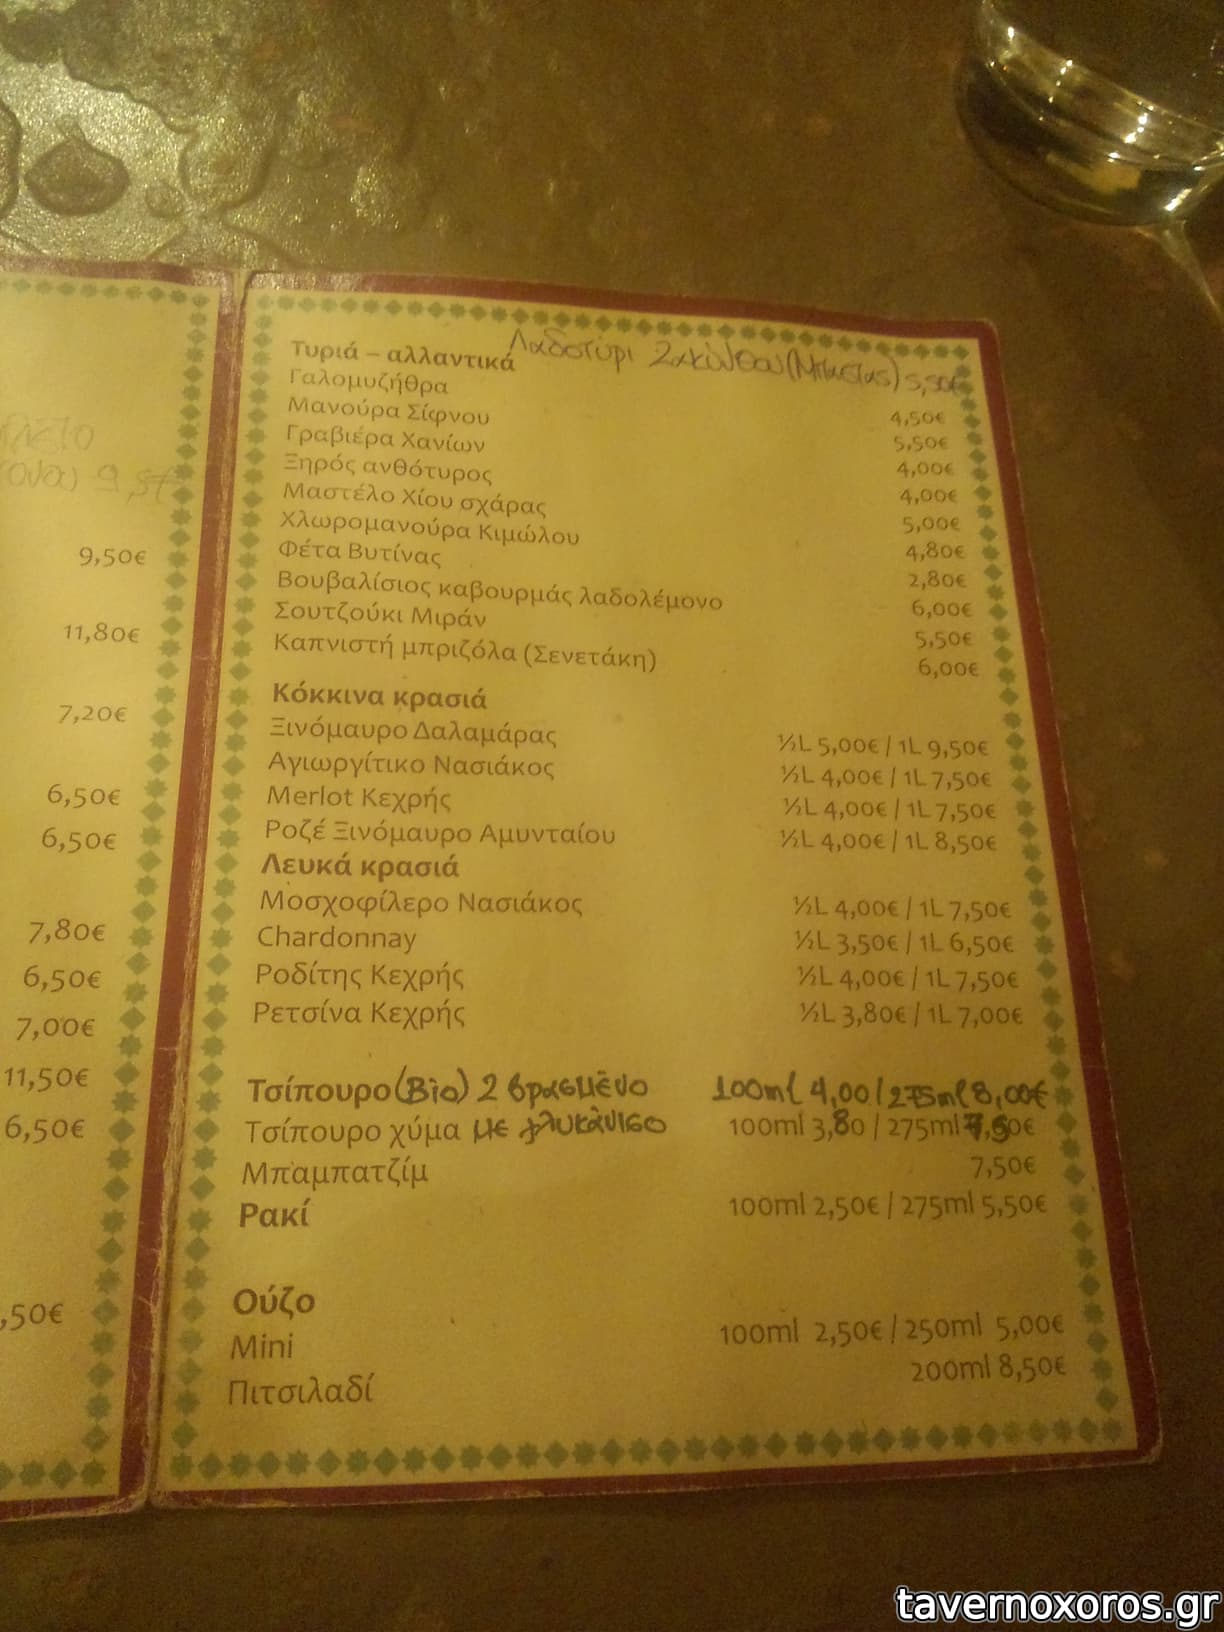 9,50€
11,80€
7,20€
6,50€
6,50€
7,80€
6,50€
7,00€
11,50€
6,50€
,50€
Λαδοτύρι Ζακύνθου 5,50€
Τυριά – αλλαντικά
Γαλομυζήθρα 4,50€
Μανούρα Σίφνου 5,50€
Γραβιέρα Χανίων 4,00€
Ξηρός ανθότυρος 4,00€
Μαστέλο Χίου σχάρας 5,00€
Χλωρομανούρα Κιμώλου 4,80€
Φέτα Βυτίνας 2,80€
Βουβαλίσιος καβουρμάς λαδολέμονο 6,00€
Σουτζούκι Μιράν 5,50€
Καπνιστή μπριζόλα (Σενετάκη) 6,00€
Κόκκινα κρασιά
Ξινόμαυρο Δαλαμάρας ½L 5,00€ / 1L 9,50€
Αγιωργίτικο Νασιάκος ½L 4,00€ / 1L 7,50€
Merlot Κεχρής ½L 4,00€ / 1L 7,50€
Ροζέ Ξινόμαυρο Αμυνταίου ½L 4,00€ / 1L 8,50€
Λευκά κρασιά
Μοσχοφίλερο Νασιάκος ½L 4,00€ / 1L 7,50€
Chardonnay ½L 3,50€ / 1L 6,50€
Ροδίτης Κεχρής ½L 4,00€ / 1L 7,50€
Ρετσίνα Κεχρής ½L 3,80€ / 1L 7,00€
Τσίπουρο (Βio) 2 βρασμένο 100ml 4,00 / 275ml 8,00€
Τσίπουρο χύμα με γλυκάνισο 100ml 3,80 / 275ml 7,50€
Μπαμπατζίμ 7,50€
Ρακί 100ml 2,50€ / 275ml 5,50€
Ούζο
Mini 100ml 2,50€ / 250ml 5,00€
Πιτσιλαδί 200ml 8,50€
tavernoxoros.gr